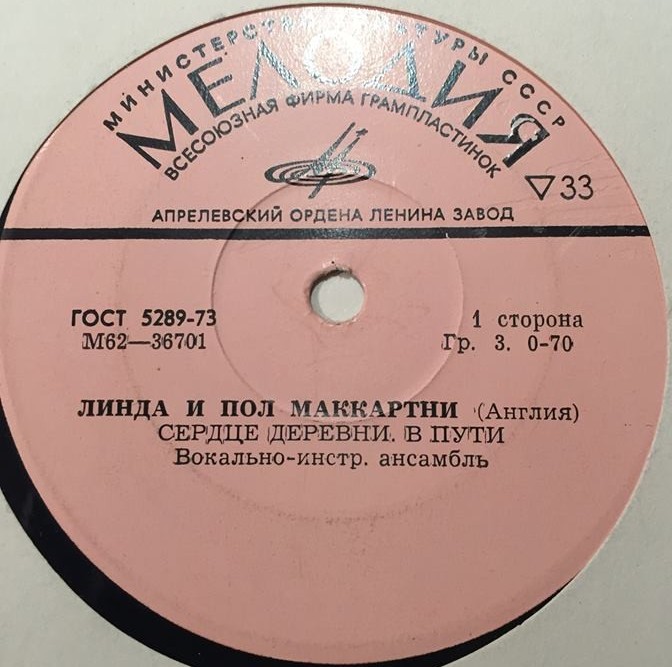 МИНИСТЕРСТВО КУЛЬТУРЫ СССР
МЕЛОДИЯ
ВСЕСОЮЗНАЯ ФИРМА ГРАМПЛАСТИНОК
33
АПРЕЛЕВСКИЙ ОРДЕНА ЛЕНИНА ЗАВОД
ГОСТ 5289-73
1 сторона
М62—36701
Гр. 3. 0-70
ЛИНДА И ПОЛ МАККАРТНИ (Англия)
СЕРДЦЕ ДЕРЕВНИ. В ПУТИ
Вокально-инстр. ансамбль